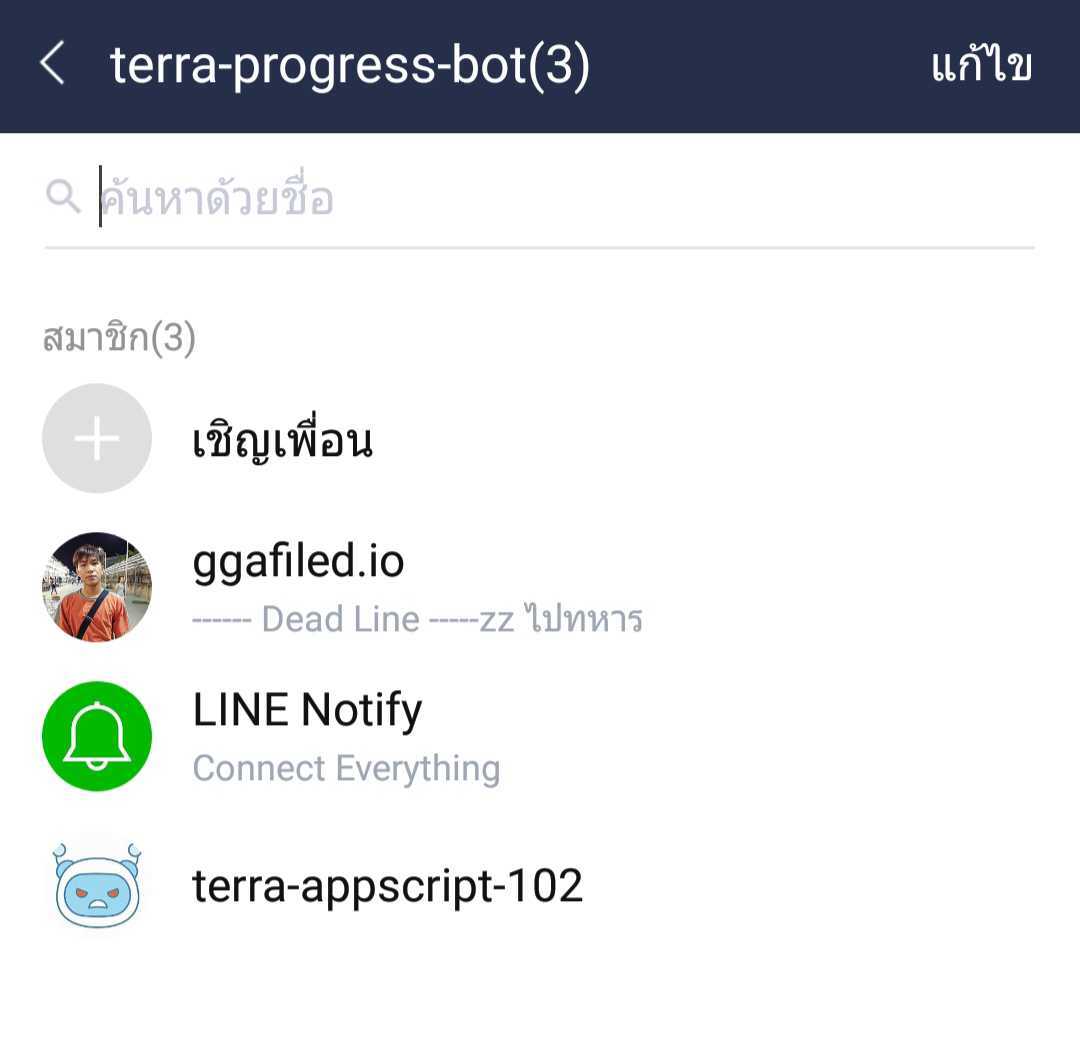 terra-progress-bot(3)
แก้ไข
ค้นหาด้วยชื่อ
สมาชิก(3)
เชิญเพื่อน
ggafiled.io
------ Dead Line -----zz ไปทหาร
LINE Notify
Connect Everything
terra-appscript-102